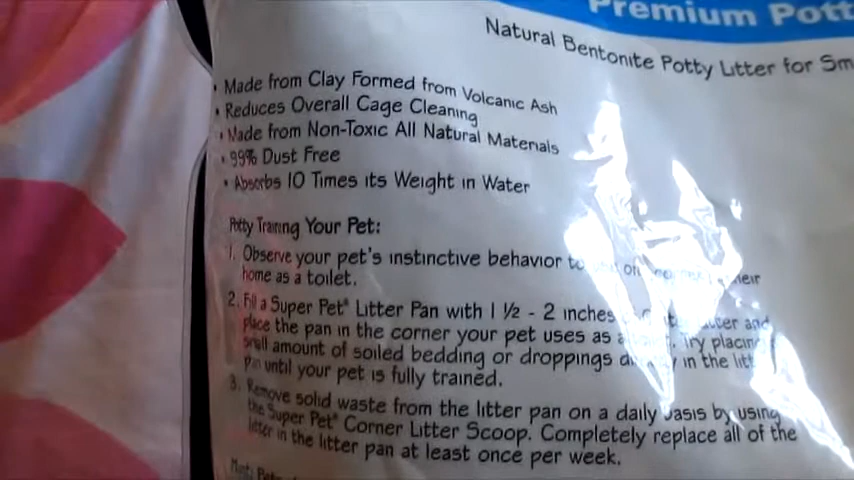 Premium Pott
Natural Bentonite Potty Litter for Sm
• Made from Clay Formed from Volcanic Ash
• Reduces Overall Cage Cleaning
• Made from Non-Toxic All Natural Materials
• 99% Dust Free
• Absorbs 10 Times its Weight in Water
Potty Training Your Pet:
1. Observe your pet's instinctive behavior to
home as a toilet.
2. Fill a Super Pet® Litter Pan with 1 ½ - 2 inches and
place the pan in the corner your pet uses as a Try placing
small amount of soiled bedding or droppings in the litt
pan until your pet is fully trained.
3. Remove solid waste from the litter pan on a daily basis by using
the Super Pet® Corner Litter Scoop. Completely replace all of the
litter in the litter pan at least once per week.